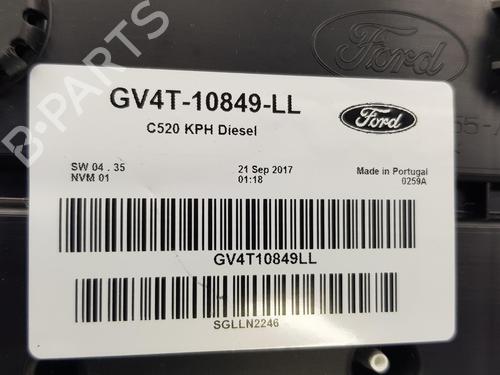 Ford
GV4T-10849-LL
C520 KPH Diesel
Ford
SW 04 . 35
NVM 01
21 Sep 2017
01:18
Made in Portugal
0259A
GV4T10849LL
SGLLN2246
B-PARTS